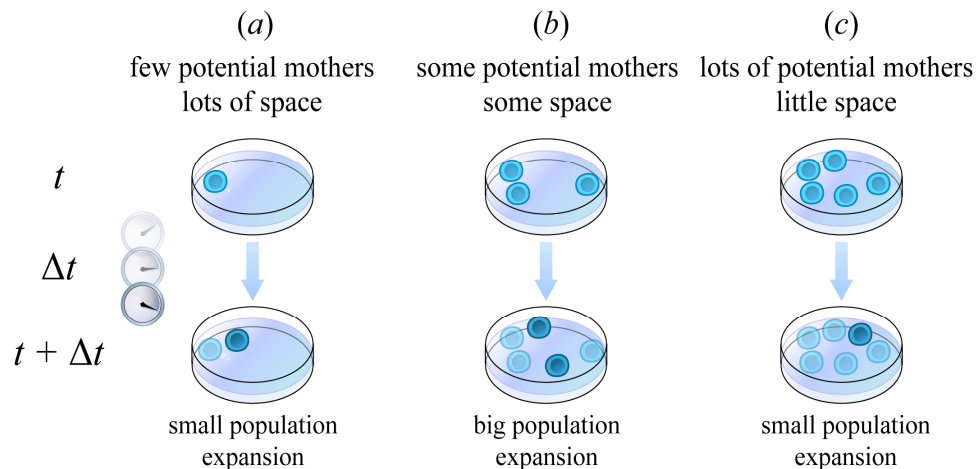 (a)
few potential mothers
lots of space
(b)
some potential mothers
some space
(c)
lots of potential mothers
little space
t
Δt
t + Δt
small population
expansion
big population
expansion
small population
expansion